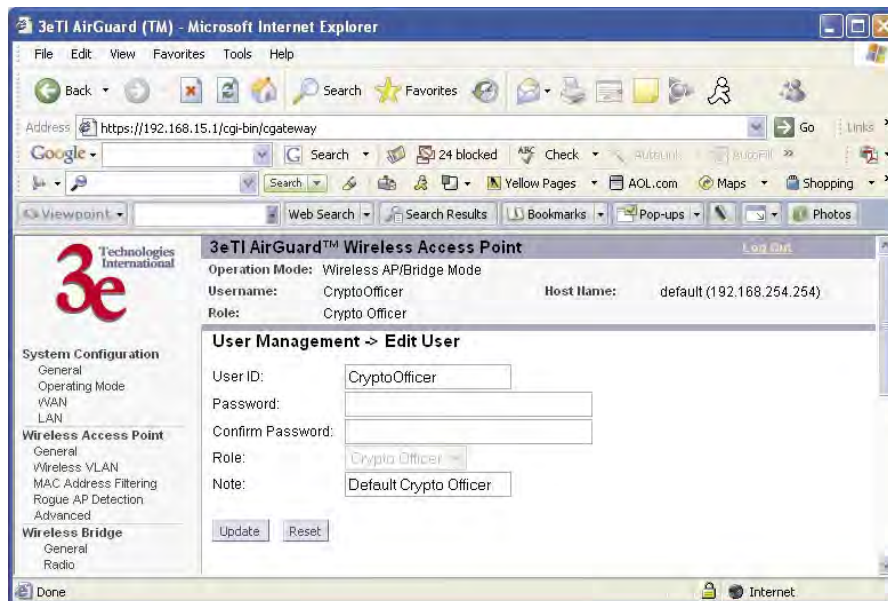 3eTI AirGuard (TM) - Microsoft Internet Explorer
File Edit View Favorites Tools Help
Back Search Favorites
Address https://192.168.15.1/cgi-bin/cgateway Go Links
Google Search 24 blocked ABC Check AutoLink AutoFill
Search Yellow Pages AOL.com Maps Shopping
Viewpoint Web Search Search Results Bookmarks Pop-ups Photos
3e Technologies International
3eTI AirGuard™ Wireless Access Point Log Out
Operation Mode: Wireless AP/Bridge Mode
Username: CryptoOfficer Host Name: default (192.168.254.254)
Role: Crypto Officer
System Configuration
General
Operating Mode
WAN
LAN
Wireless Access Point
General
Wireless VLAN
MAC Address Filtering
Rogue AP Detection
Advanced
Wireless Bridge
General
Radio
User Management -> Edit User
User ID: CryptoOfficer
Password:
Confirm Password:
Role: Crypto Officer
Note: Default Crypto Officer
Update Reset
Done Internet